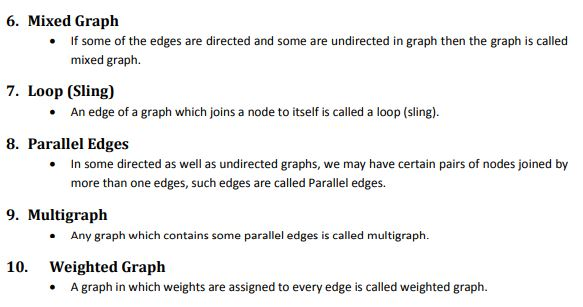 6. Mixed Graph
• If some of the edges are directed and some are undirected in graph then the graph is called
mixed graph.
7. Loop (Sling)
• An edge of a graph which joins a node to itself is called a loop (sling).
8. Parallel Edges
• In some directed as well as undirected graphs, we may have certain pairs of nodes joined by
more than one edges, such edges are called Parallel edges.
9. Multigraph
• Any graph which contains some parallel edges is called multigraph.
10. Weighted Graph
• A graph in which weights are assigned to every edge is called weighted graph.